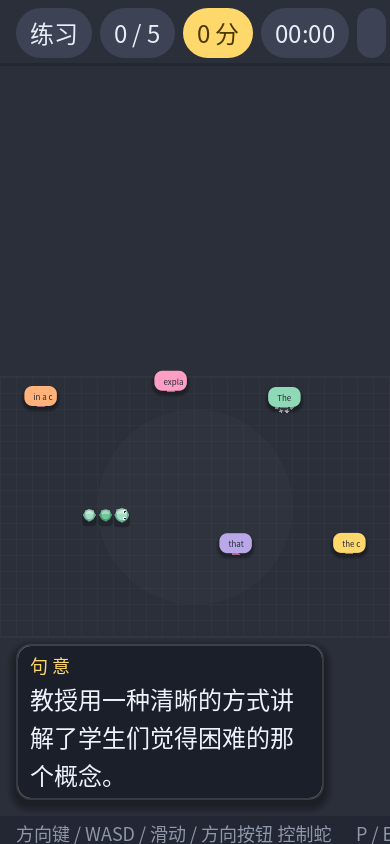 练习 0 / 5 0 分 00:00
expla
in a c
The
that
the c
句 意
教授用一种清晰的方式讲
解了学生们觉得困难的那
个概念。
方向键 / WASD / 滑动 / 方向按钮 控制蛇 P /